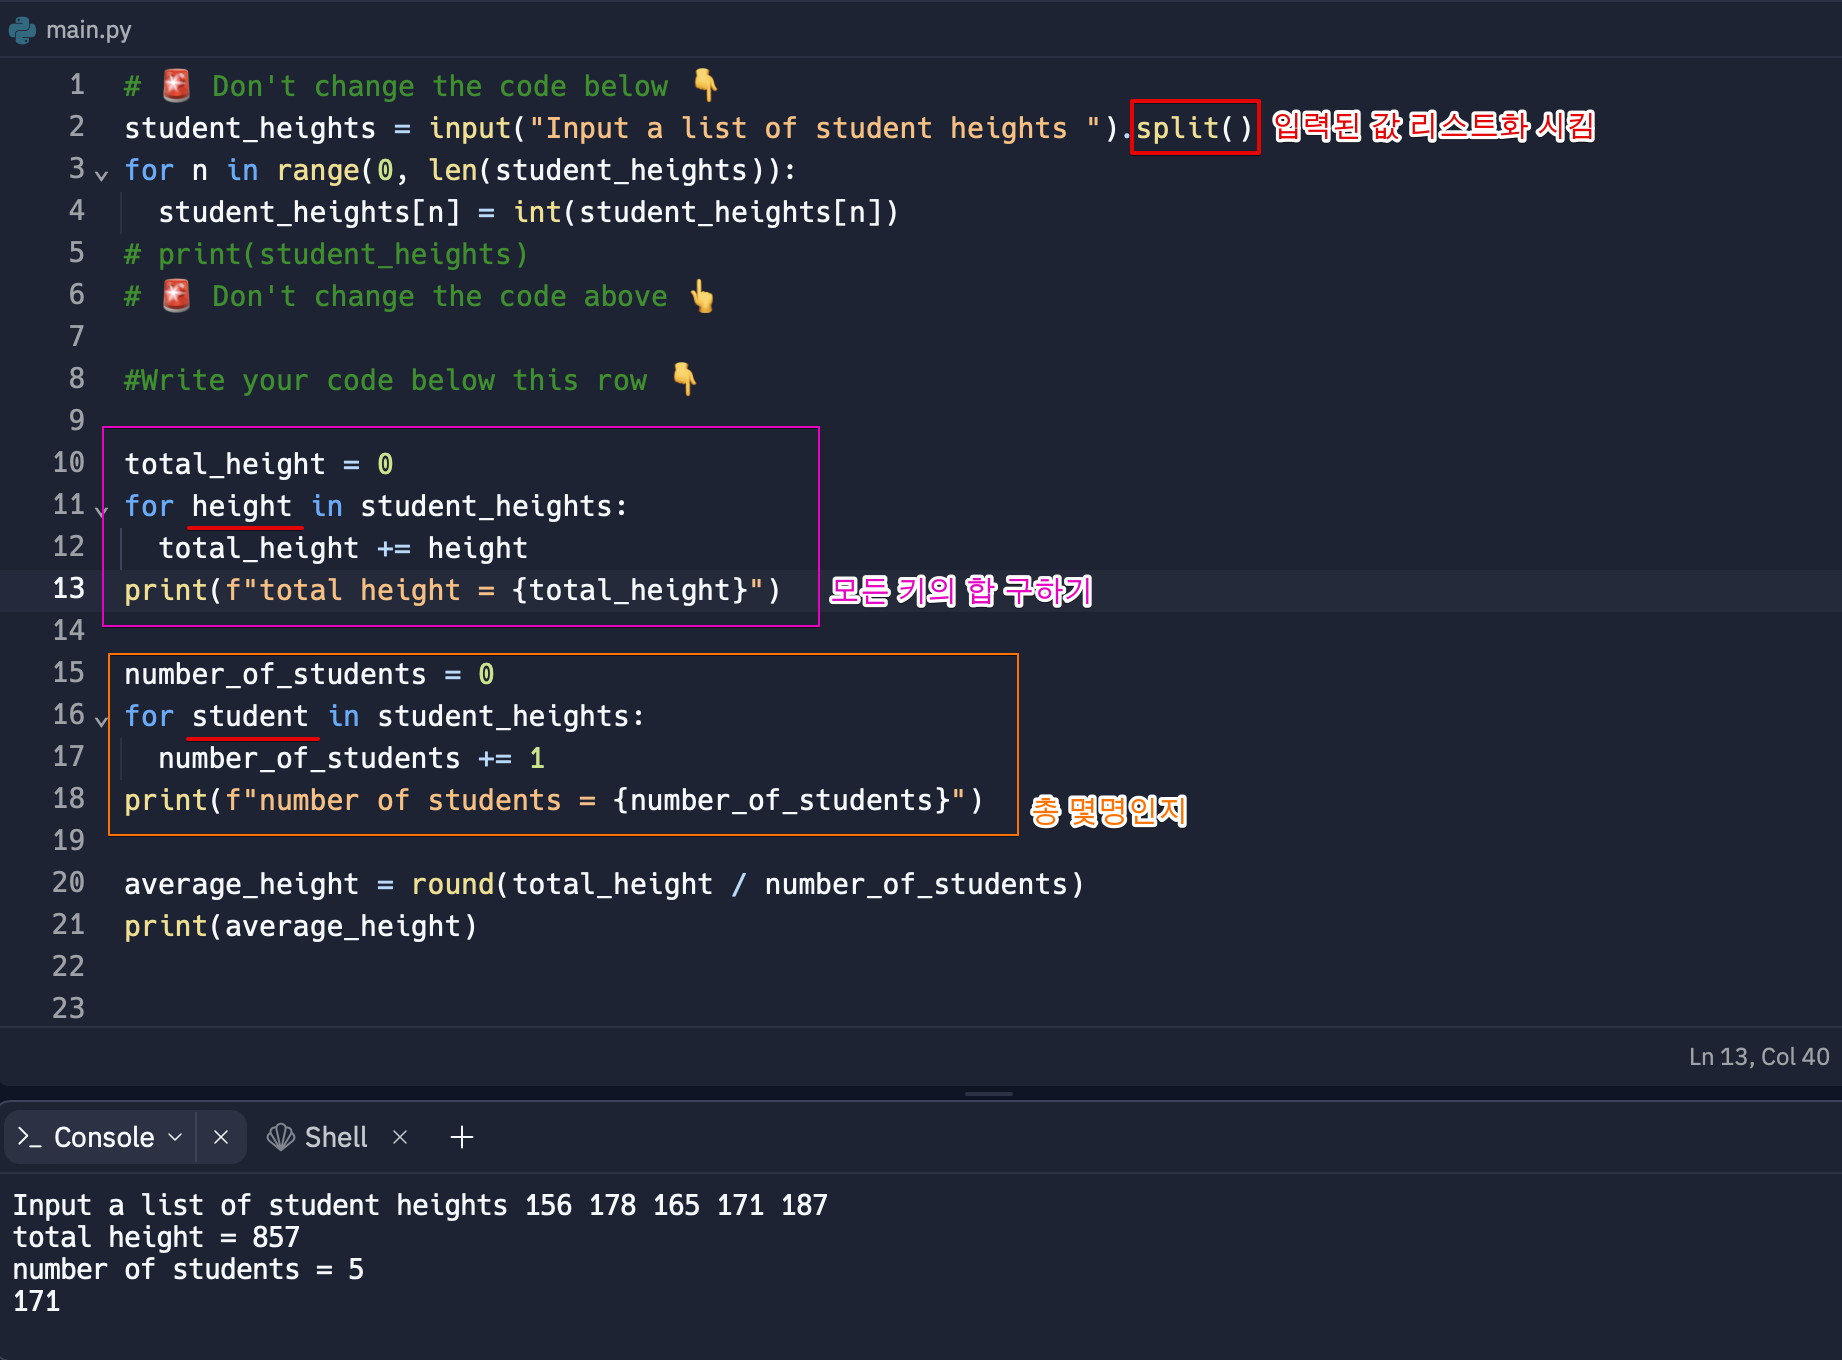 main.py
1 # 🚨 Don't change the code below 👇
2 student_heights = input("Input a list of student heights ").split() 입력된 값 리스트화 시킴
3 for n in range(0, len(student_heights)):
4   student_heights[n] = int(student_heights[n])
5 # print(student_heights)
6 # 🚨 Don't change the code above 👆
7
8 #Write your code below this row 👇
9
10 total_height = 0
11 for height in student_heights:
12   total_height += height
13 print(f"total height = {total_height}") 모든 키의 합 구하기
14
15 number_of_students = 0
16 for student in student_heights:
17   number_of_students += 1
18 print(f"number of students = {number_of_students}") 총 몇명인지
19
20 average_height = round(total_height / number_of_students)
21 print(average_height)
22
23
Ln 13, Col 40
>_ Console × Shell × +
Input a list of student heights 156 178 165 171 187
total height = 857
number of students = 5
171